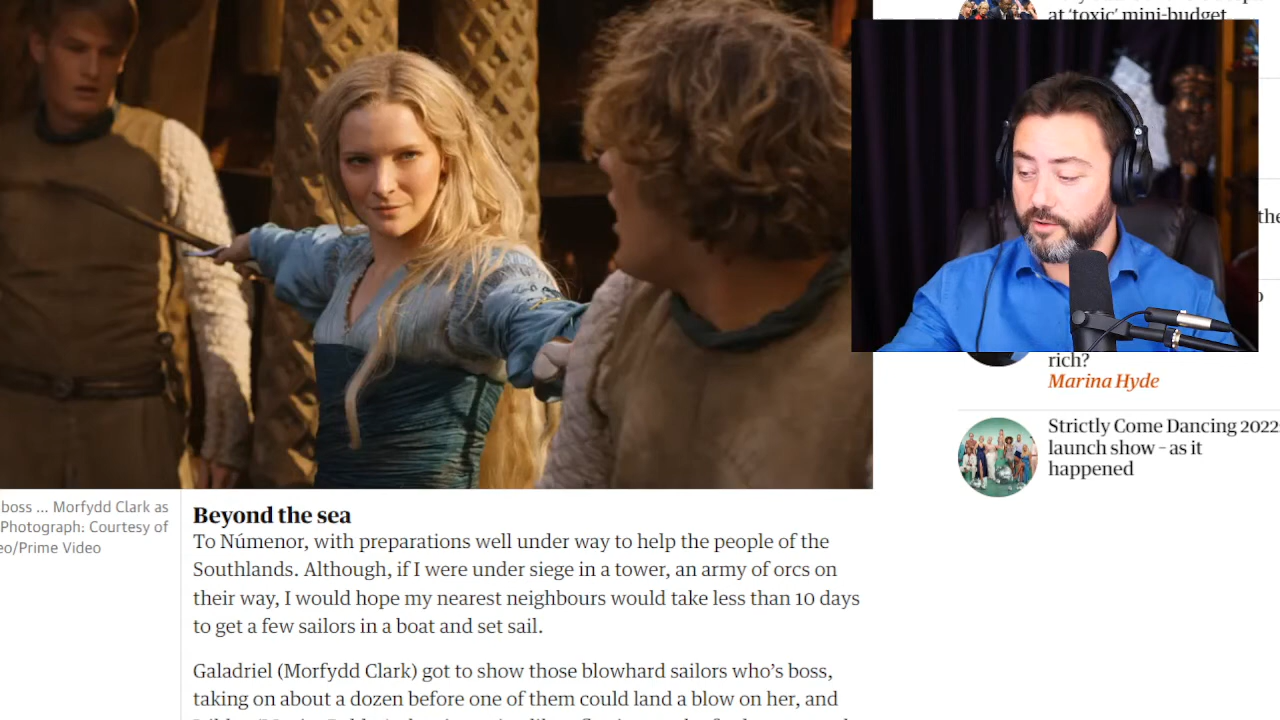 at 'toxic' mini-budget
the
rich?
Marina Hyde
Strictly Come Dancing 2022
launch show – as it
happened
boss ... Morfydd Clark as
Photograph: Courtesy of
eo/Prime Video
Beyond the sea
To Númenor, with preparations well under way to help the people of the
Southlands. Although, if I were under siege in a tower, an army of orcs on
their way, I would hope my nearest neighbours would take less than 10 days
to get a few sailors in a boat and set sail.
Galadriel (Morfydd Clark) got to show those blowhard sailors who's boss,
taking on about a dozen before one of them could land a blow on her, and